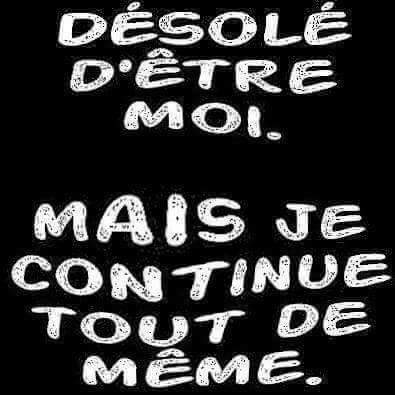 DÉSOLÉ
D'ÊTRE
MOI.
MAIS JE
CONTINUE
TOUT DE
MÊME.